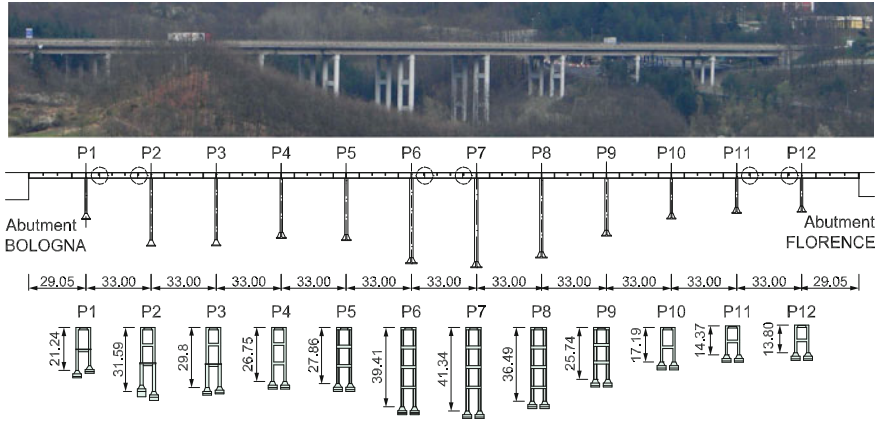 P1 P2 P3 P4 P5 P6 P7 P8 P9 P10 P11 P12
Abutment
BOLOGNA
Abutment
FLORENCE
29.05 33.00 33.00 33.00 33.00 33.00 33.00 33.00 33.00 33.00 33.00 33.00 29.05
P1 P2 P3 P4 P5 P6 P7 P8 P9 P10 P11 P12
21.24 31.59 29.8 26.75 27.86 39.41 41.34 36.49 25.74 17.19 14.37 13.80